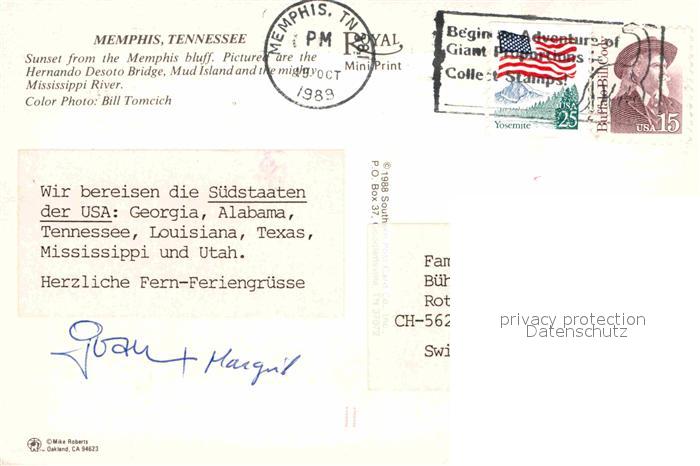 MEMPHIS, TENNESSEE
Sunset from the Memphis bluff. Pictured are the
Hernando Desoto Bridge, Mud Island and the mighty
Mississippi River.
Color Photo: Bill Tomcich
MEMPHIS, TN
PM
OCT
1989
ROYAL
Mini Print
Begin Adventure of
Giant Proportions
Collect Stamps!
Yosemite
USA
25
Buffalo Bill Cody
USA 15
Wir bereisen die Südstaaten
der USA: Georgia, Alabama,
Tennessee, Louisiana, Texas,
Mississippi und Utah.
Herzliche Fern-Feriengrüsse
+ Margrit
© 1988 South
P.O. Box 37,
Fam
Büh
Rot
CH-562
Swi
privacy protection
Datenschutz
© Mike Roberts
Oakland, CA 94623